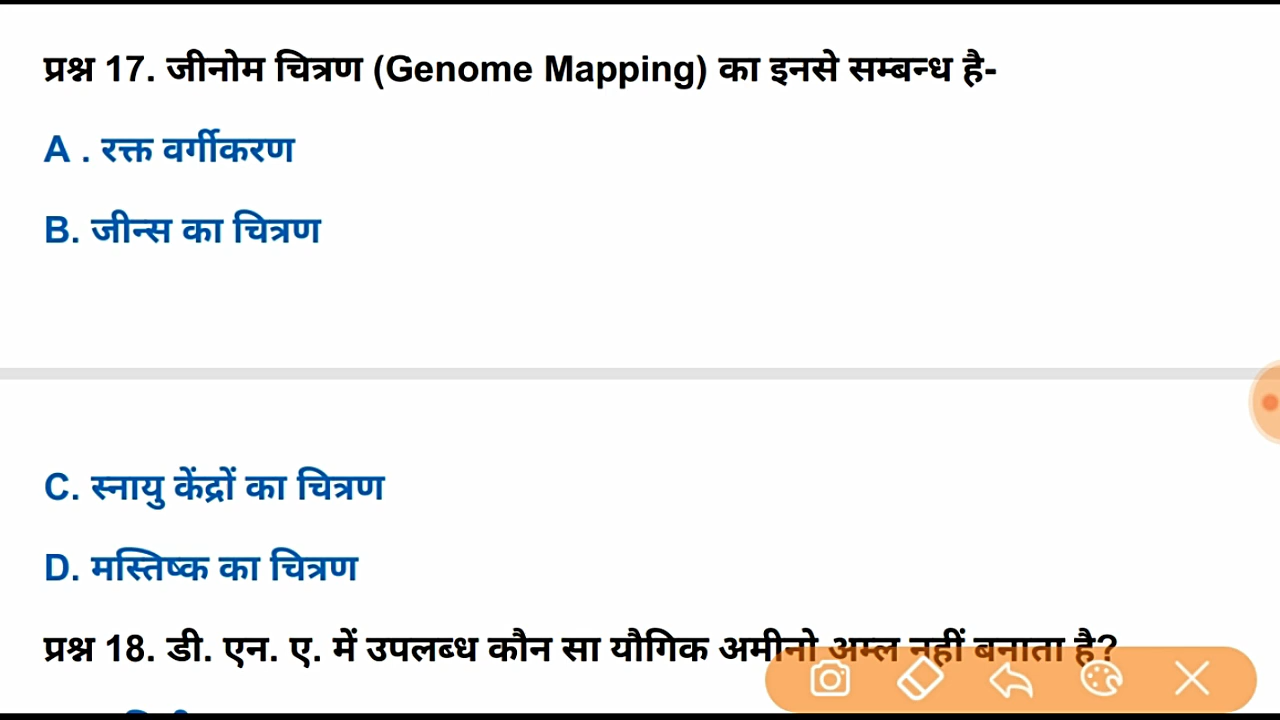 प्रश्न 17. जीनोम चित्रण (Genome Mapping) का इनसे सम्बन्ध है-
A . रक्त वर्गीकरण
B. जीन्स का चित्रण
C. स्नायु केंद्रों का चित्रण
D. मस्तिष्क का चित्रण
प्रश्न 18. डी. एन. ए. में उपलब्ध कौन सा यौगिक अमीनो अम्ल नहीं बनाता है?